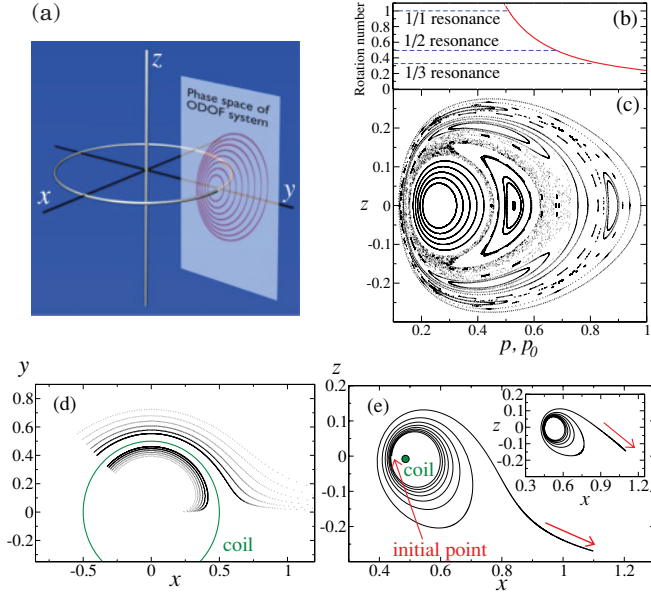 (a)
z
Phase space of
ODOF system
x
y
(b)
Rotation number
1
0.8
0.6
0.4
0.2
0
1/1 resonance
1/2 resonance
1/3 resonance
(c)
z
0.2
0.1
0
-0.1
-0.2
0.2 0.4 0.6 0.8 1
p, p0
(d)
y
0.8
0.6
0.4
0.2
0
-0.2
coil
-0.5 0 0.5 1
x
(e)
z
0.2
0.1
0
-0.1
0.2
coil
initial point
0.4 0.6 0.8 1 1.2
x
z
0.2
0.1
0
-0.1
-0.2
0.3 0.6 0.9 1.2
x